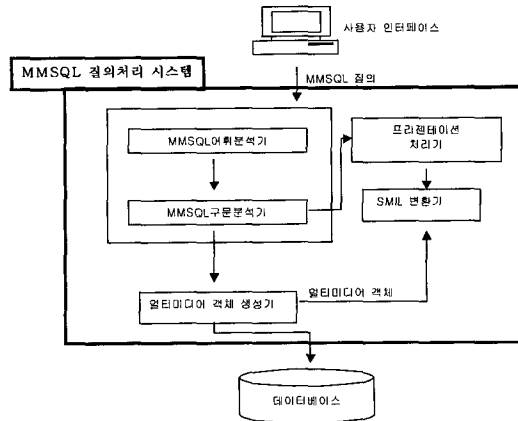 사용자 인터페이스
MMSQL 질의처리 시스템
MMSQL 질의
MMSQL어휘분석기
프리젠테이션
처리기
MMSQL구문분석기
SMIL 변환기
멀티미디어 객체 생성기
멀티미디어 객체
데이터베이스